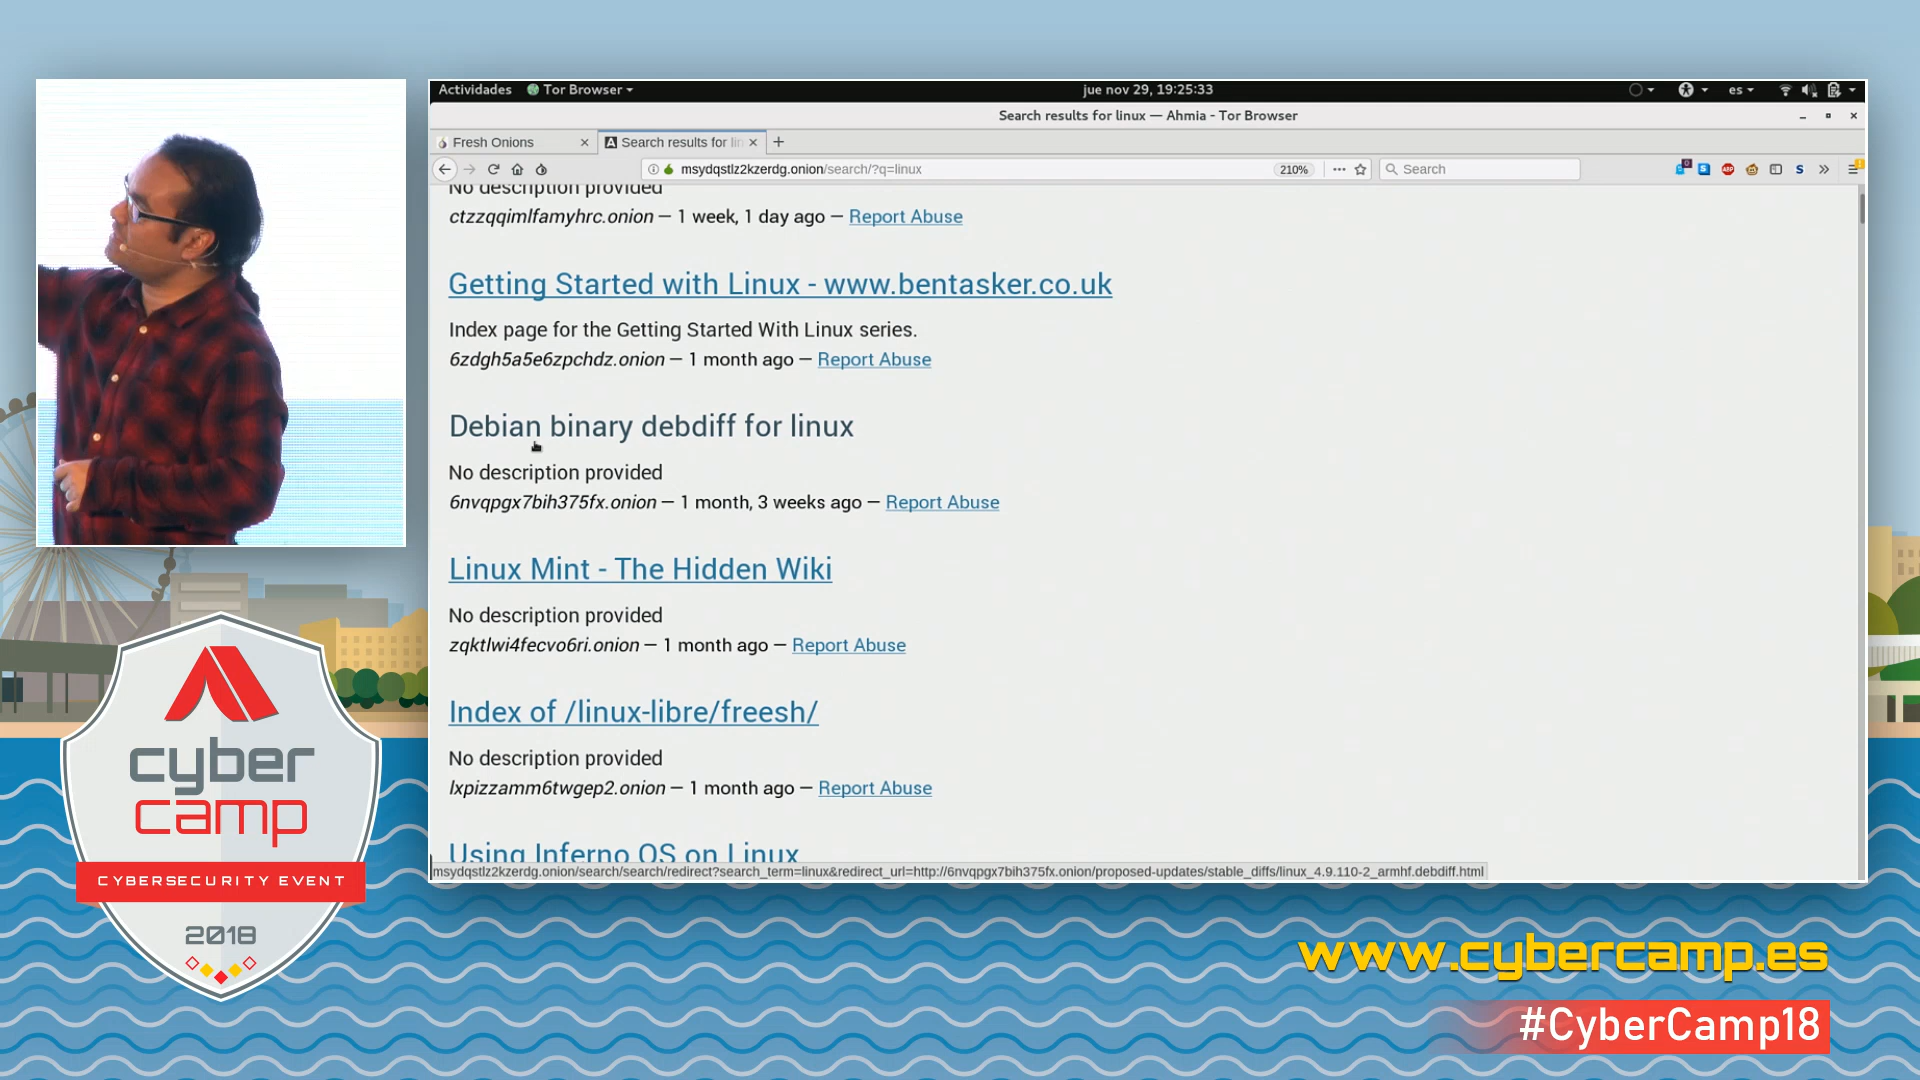 Actividades Tor Browser jue nov 29, 19:25:33 es
Search results for linux — Ahmia - Tor Browser
Fresh Onions
Search results for lin
msydqstlz2kzerdg.onion/search/?q=linux 210% Search
No description provided
ctzzqqimlfamyhrc.onion — 1 week, 1 day ago — Report Abuse
Getting Started with Linux - www.bentasker.co.uk
Index page for the Getting Started With Linux series.
6zdgh5a5e6zpchdz.onion — 1 month ago — Report Abuse
Debian binary debdiff for linux
No description provided
6nvqpgx7bih375fx.onion — 1 month, 3 weeks ago — Report Abuse
Linux Mint - The Hidden Wiki
No description provided
zqktlwi4fecvo6ri.onion — 1 month ago — Report Abuse
Index of /linux-libre/freesh/
No description provided
lxpizzamm6twgep2.onion — 1 month ago — Report Abuse
Using Inferno OS on Linux
msydqstlz2kzerdg.onion/search/search/redirect?search_term=linux&redirect_url=http://6nvqpgx7bih375fx.onion/proposed-updates/stable_diffs/linux_4.9.110-2_armhf.debdiff.html
cyber
camp
CYBERSECURITY EVENT
2018
www.cybercamp.es
#CyberCamp18